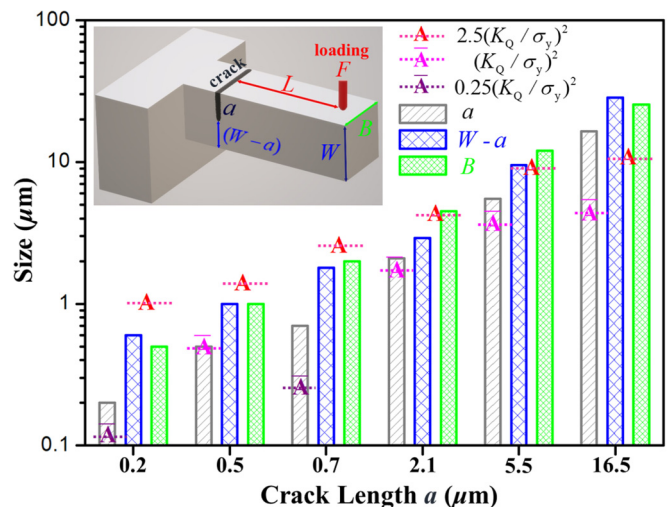 100
10
1
0.1
Size (µm)
crack
loading
F
L
a
(W – a)
W
B
A 2.5(K_Q / σ_y)²
A (K_Q / σ_y)²
A 0.25(K_Q / σ_y)²
a
W - a
B
A
A
A
A
A
A
A
A
A
A
A
0.2 0.5 0.7 2.1 5.5 16.5
Crack Length a (µm)